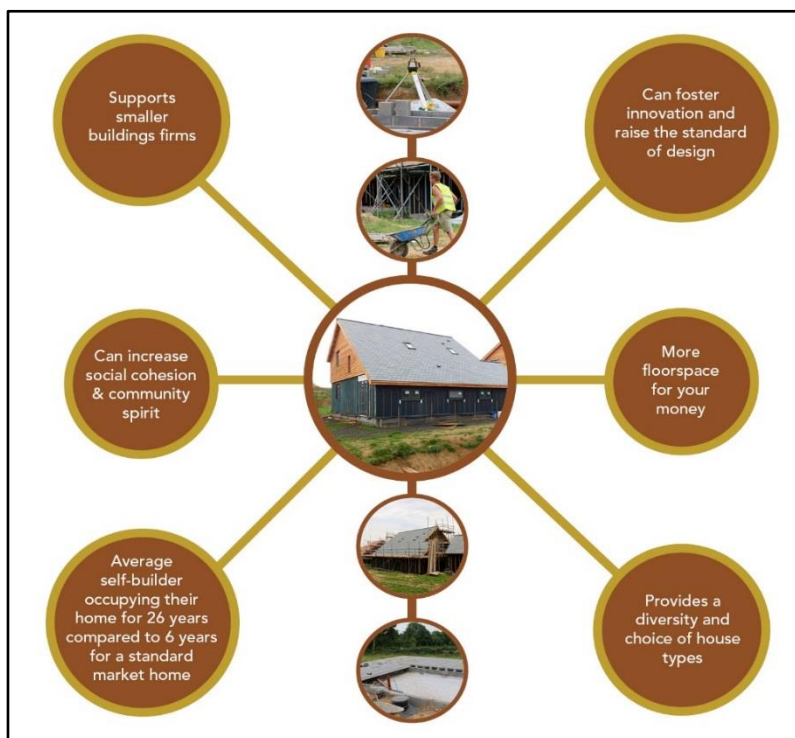 Supports
smaller
buildings firms
Can foster
innovation and
raise the standard
of design
Can increase
social cohesion
& community
spirit
More
floorspace
for your
money
Average
self-builder
occupying their
home for 26 years
compared to 6 years
for a standard
market home
Provides a
diversity and
choice of house
types